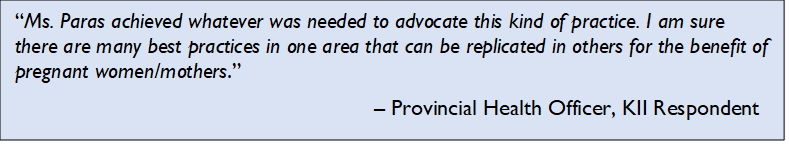 “Ms. Paras achieved whatever was needed to advocate this kind of practice. I am sure
there are many best practices in one area that can be replicated in others for the benefit of
pregnant women/mothers.”
– Provincial Health Officer, KII Respondent